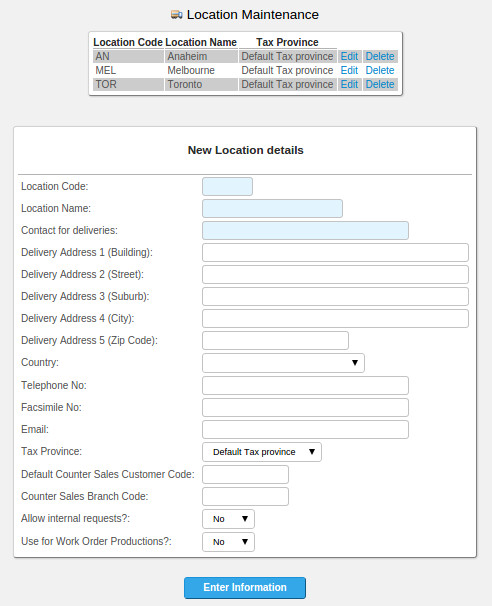 Location Maintenance
Location Code Location Name Tax Province
AN Anaheim Default Tax province Edit Delete
MEL Melbourne Default Tax province Edit Delete
TOR Toronto Default Tax province Edit Delete
New Location details
Location Code:
Location Name:
Contact for deliveries:
Delivery Address 1 (Building):
Delivery Address 2 (Street):
Delivery Address 3 (Suburb):
Delivery Address 4 (City):
Delivery Address 5 (Zip Code):
Country:
Telephone No:
Facsimile No:
Email:
Tax Province: Default Tax province
Default Counter Sales Customer Code:
Counter Sales Branch Code:
Allow internal requests?: No
Use for Work Order Productions?: No
Enter Information